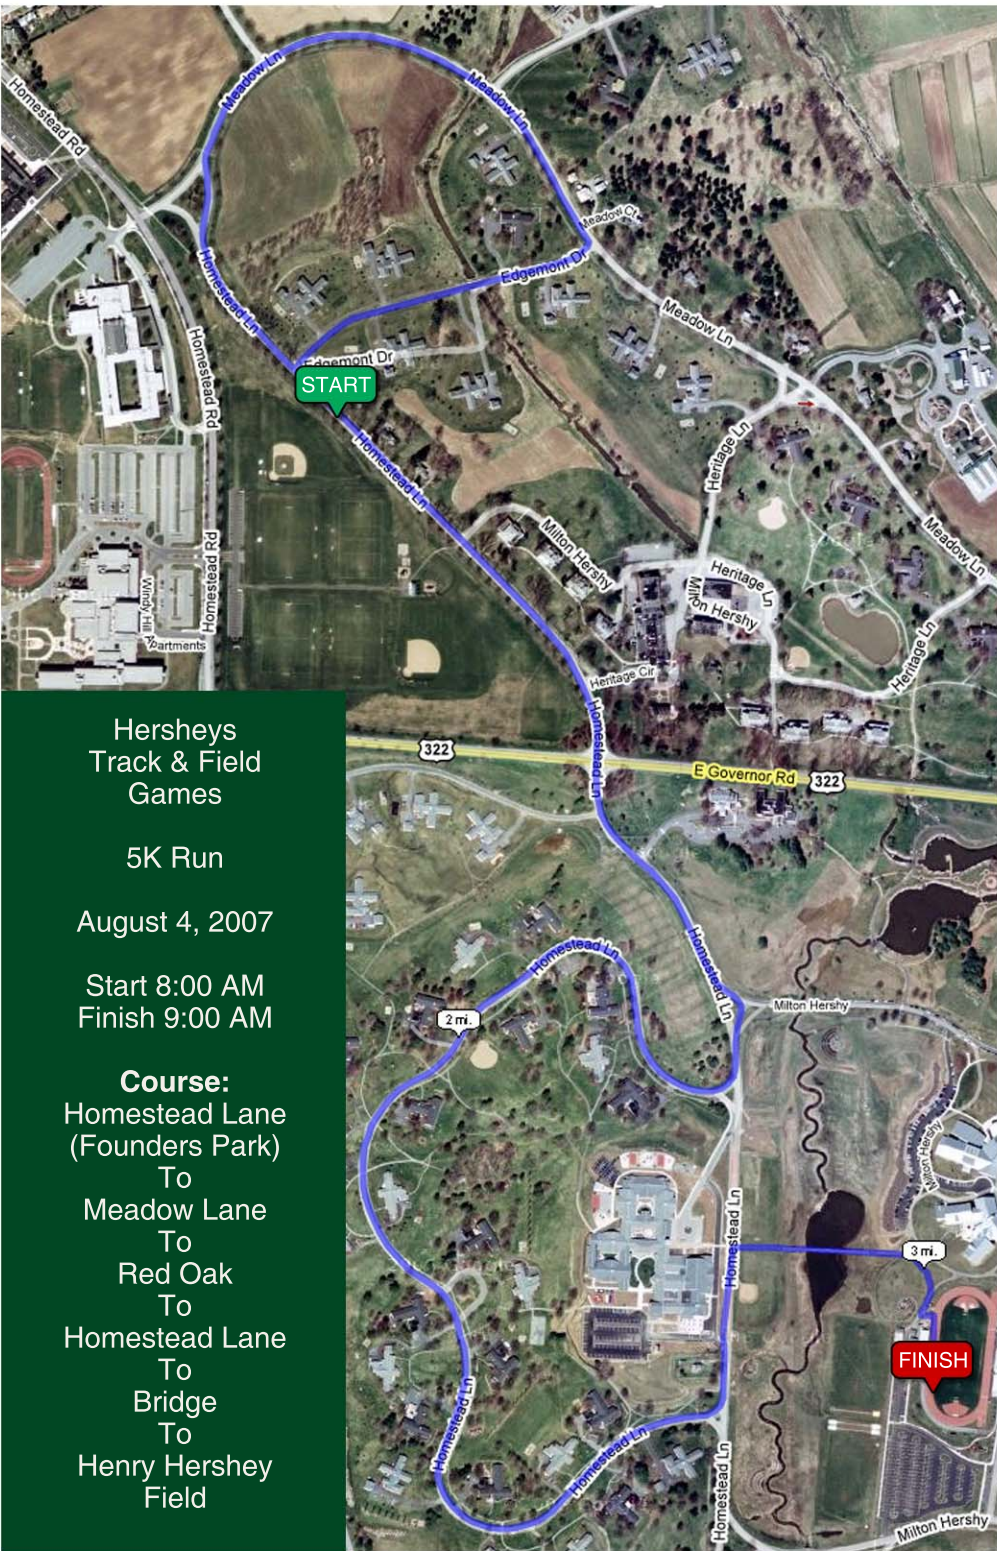 Meadow Ln
Meadow Ln
Homestead Rd
Meadow Ct
Homestead Ln
Edgemont Dr
Meadow Ln
Homestead Rd
Edgemont Dr
START
Heritage Ln
Homestead Ln
Meadow Ln
Milton Hershy
Heritage Ln
Milton Hershy
Homestead Rd
Windy Hill
Apartments
Heritage Ln
Heritage Cir
Homestead Ln
322
E Governor Rd
322
Hersheys
Track & Field
Games
5K Run
August 4, 2007
Start 8:00 AM
Finish 9:00 AM
Course:
Homestead Lane
(Founders Park)
To
Meadow Lane
To
Red Oak
To
Homestead Lane
To
Bridge
To
Henry Hershey
Field
Homestead Ln
Homestead Ln
Milton Hershy
2 mi.
Milton Hershy
Homestead Ln
3 mi.
FINISH
Homestead Ln
Homestead Ln
Homestead Ln
Milton Hershy